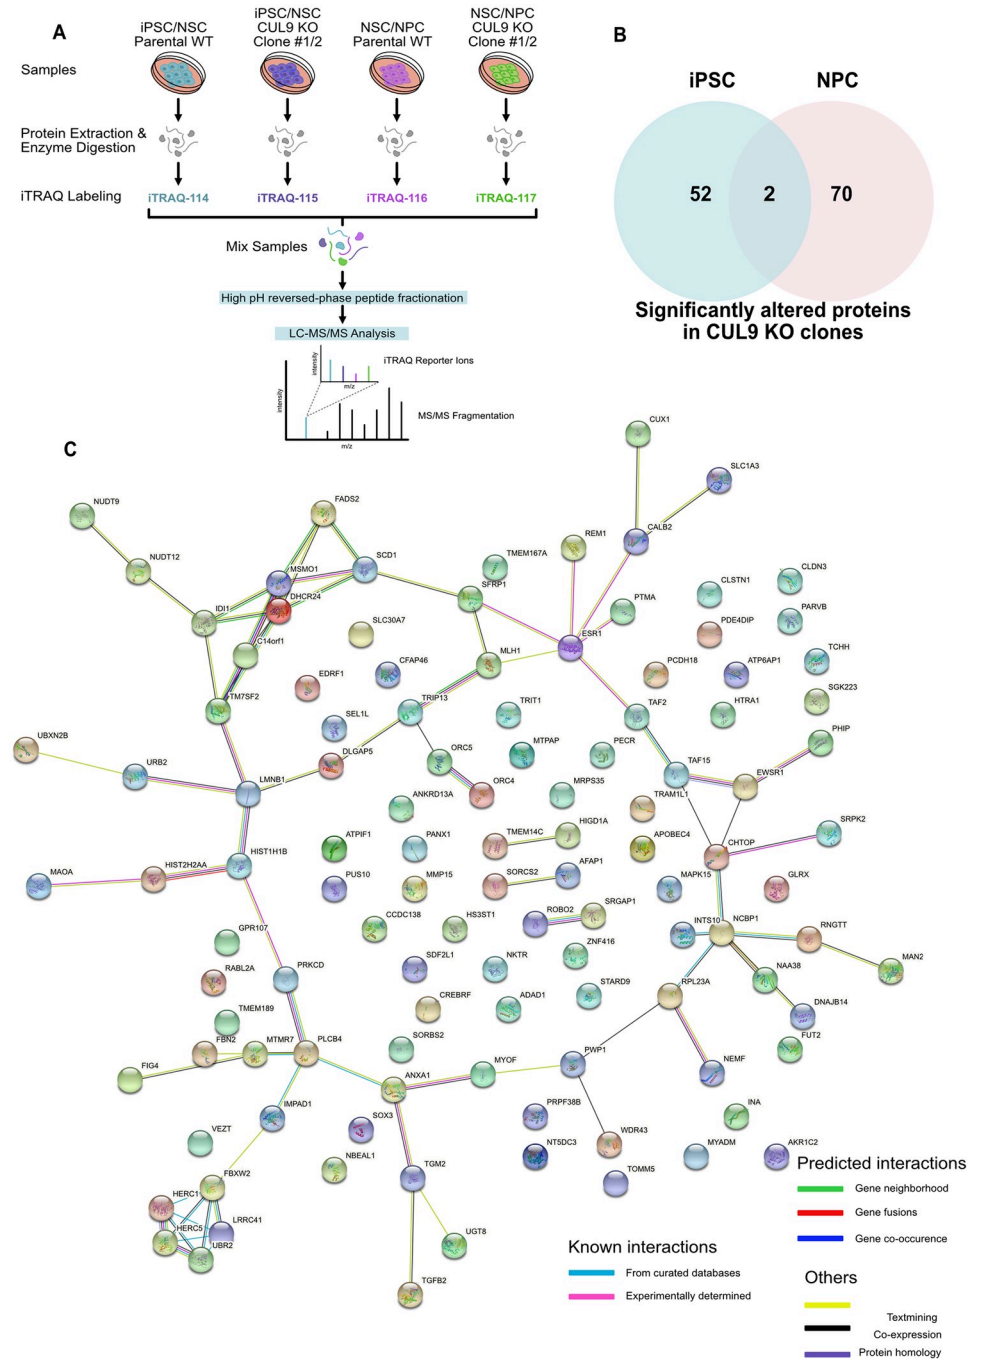 A
iPSC/NSC
Parental WT
iPSC/NSC
CUL9 KO
Clone #1/2
NSC/NPC
Parental WT
NSC/NPC
CUL9 KO
Clone #1/2
Samples
Protein Extraction &
Enzyme Digestion
iTRAQ Labeling
iTRAQ-114
iTRAQ-115
iTRAQ-116
iTRAQ-117
Mix Samples
High pH reversed-phase peptide fractionation
LC-MS/MS Analysis
iTRAQ Reporter Ions
intensity
m/z
MS/MS Fragmentation
intensity
m/z
B
iPSC
NPC
52
2
70
Significantly altered proteins
in CUL9 KO clones
C
CUX1
SLC1A3
NUDT9
FADS2
CALB2
REM1
NUDT12
SCD1
TMEM167A
MSMO1
CLDN3
CLSTN1
SFRP1
DHCR24
IDI1
PTMA
PARVB
SLC30A7
ESR1
PDE4DIP
C14orf1
MLH1
TCHH
CFAP46
PCDH18
ATP6AP1
EDRF1
SGK223
TM7SF2
TRIP13
TRIT1
TAF2
HTRA1
SEL1L
UBXN2B
PHIP
MTPAP
PECR
DLGAP5
ORC5
URB2
TAF15
LMNB1
EWSR1
ORC4
MRPS35
TRAM1L1
ANKRD13A
SRPK2
HIGD1A
ATPIF1
PANX1
TMEM14C
APOBEC4
CHTOP
HIST1H1B
HIST2H2AA
AFAP1
MAOA
PUS10
MMP15
SORCS2
MAPK15
GLRX
SRGAP1
ROBO2
CCDC138
HS3ST1
INTS10
NCBP1
RNGTT
GPR107
ZNF416
SDF2L1
NKTR
MAN2
RABL2A
PRKCD
NAA38
STARD9
RPL23A
CREBRF
ADAD1
DNAJB14
TMEM189
SORBS2
FUT2
FBN2
MTMR7
PLCB4
PWP1
MYOF
FIG4
ANXA1
NEMF
IMPAD1
PRPF38B
INA
SOX3
VEZT
WDR43
NT5DC3
MYADM
AKR1C2
NBEAL1
TOMM5
FBXW2
TGM2
HERC1
LRRC41
HERC5
UGT8
UBR2
TGFB2
Known interactions
From curated databases
Experimentally determined
Predicted interactions
Gene neighborhood
Gene fusions
Gene co-occurence
Others
Textmining
Co-expression
Protein homology